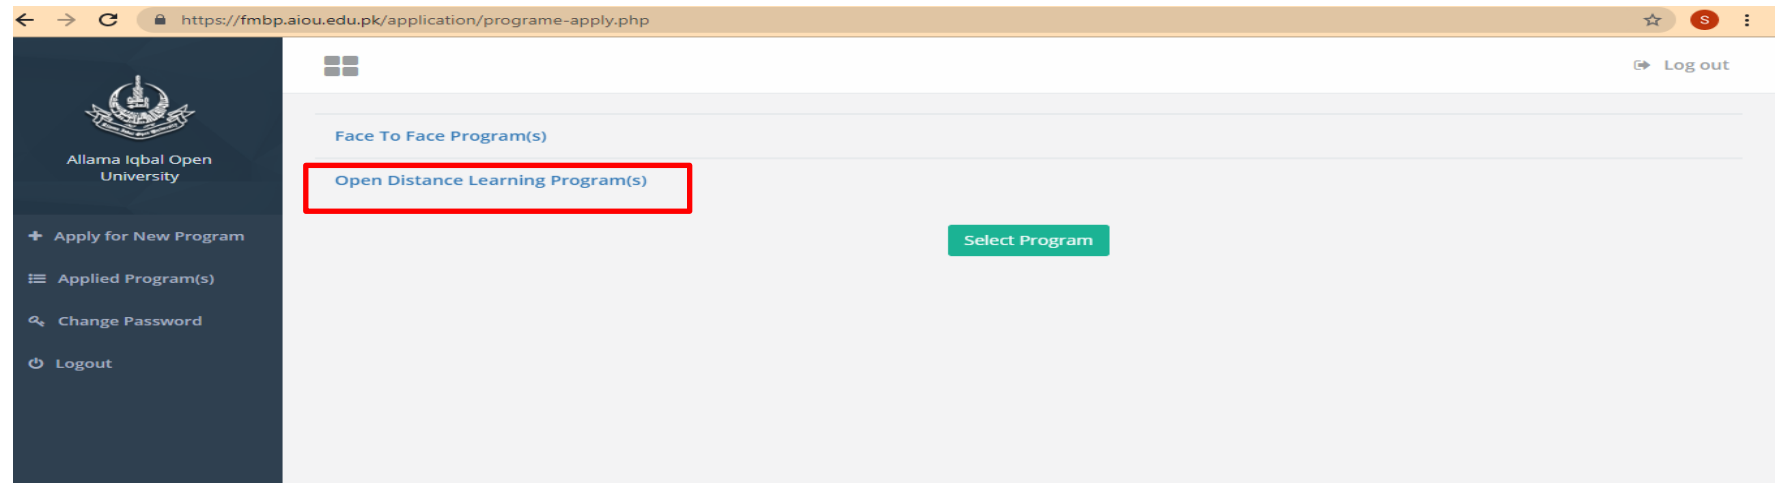 https://fmbp.aiou.edu.pk/application/programe-apply.php
S
Allama Iqbal Open
University
Log out
Face To Face Program(s)
Open Distance Learning Program(s)
Select Program
Apply for New Program
Applied Program(s)
Change Password
Logout